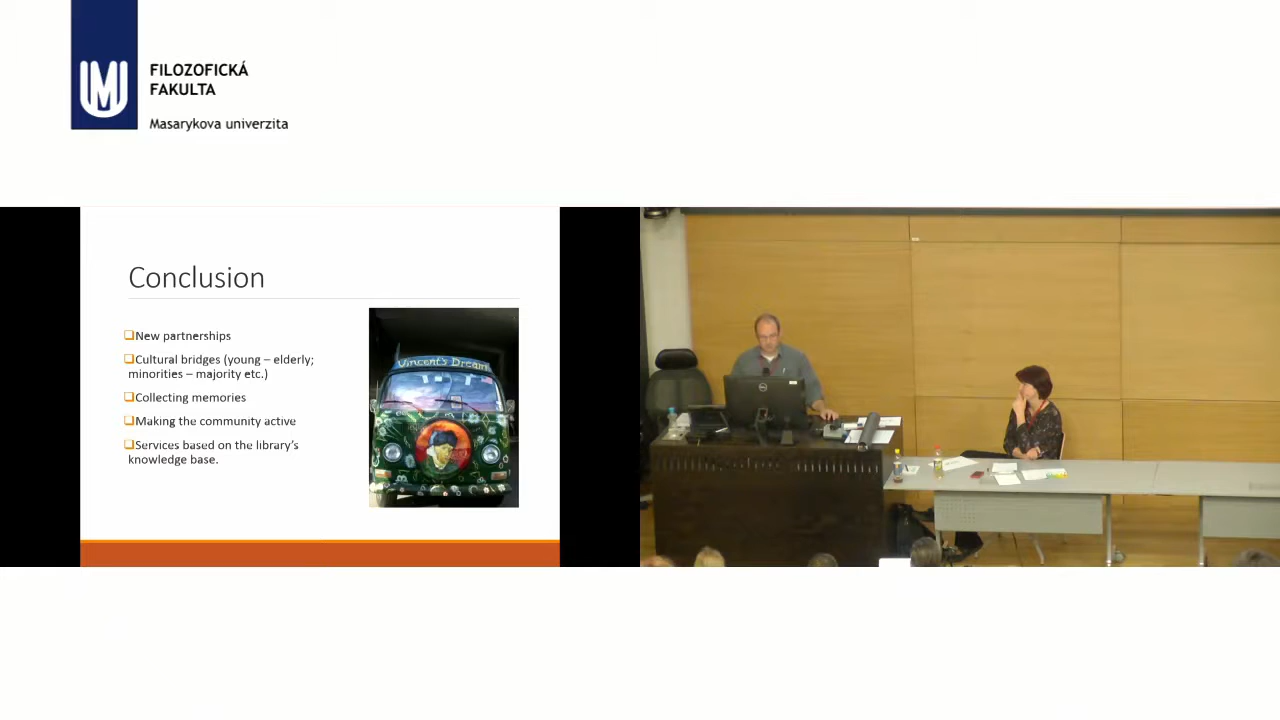 FILOZOFICKÁ
FAKULTA
Masarykova univerzita
Conclusion
❑New partnerships
❑Cultural bridges (young – elderly;
minorities – majority etc.)
❑Collecting memories
❑Making the community active
❑Services based on the library's
knowledge base.
Vincent's Dream
DELL